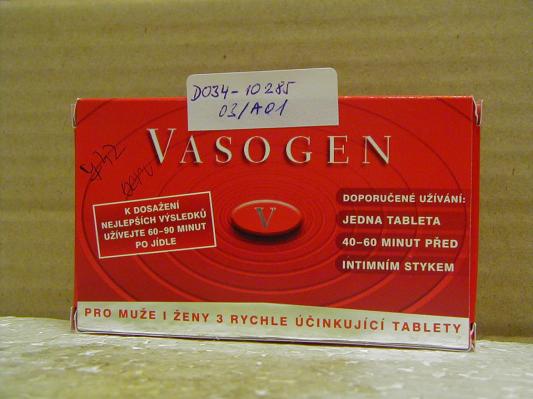 D034-10285
03/A01
VASOGEN
K DOSAŽENÍ
NEJLEPŠÍCH VÝSLEDKŮ
UŽÍVEJTE 60–90 MINUT
PO JÍDLE
V
DOPORUČENÉ UŽÍVÁNÍ:
JEDNA TABLETA
40–60 MINUT PŘED
INTIMNÍM STYKEM
PRO MUŽE I ŽENY 3 RYCHLE ÚČINKUJÍCÍ TABLETY